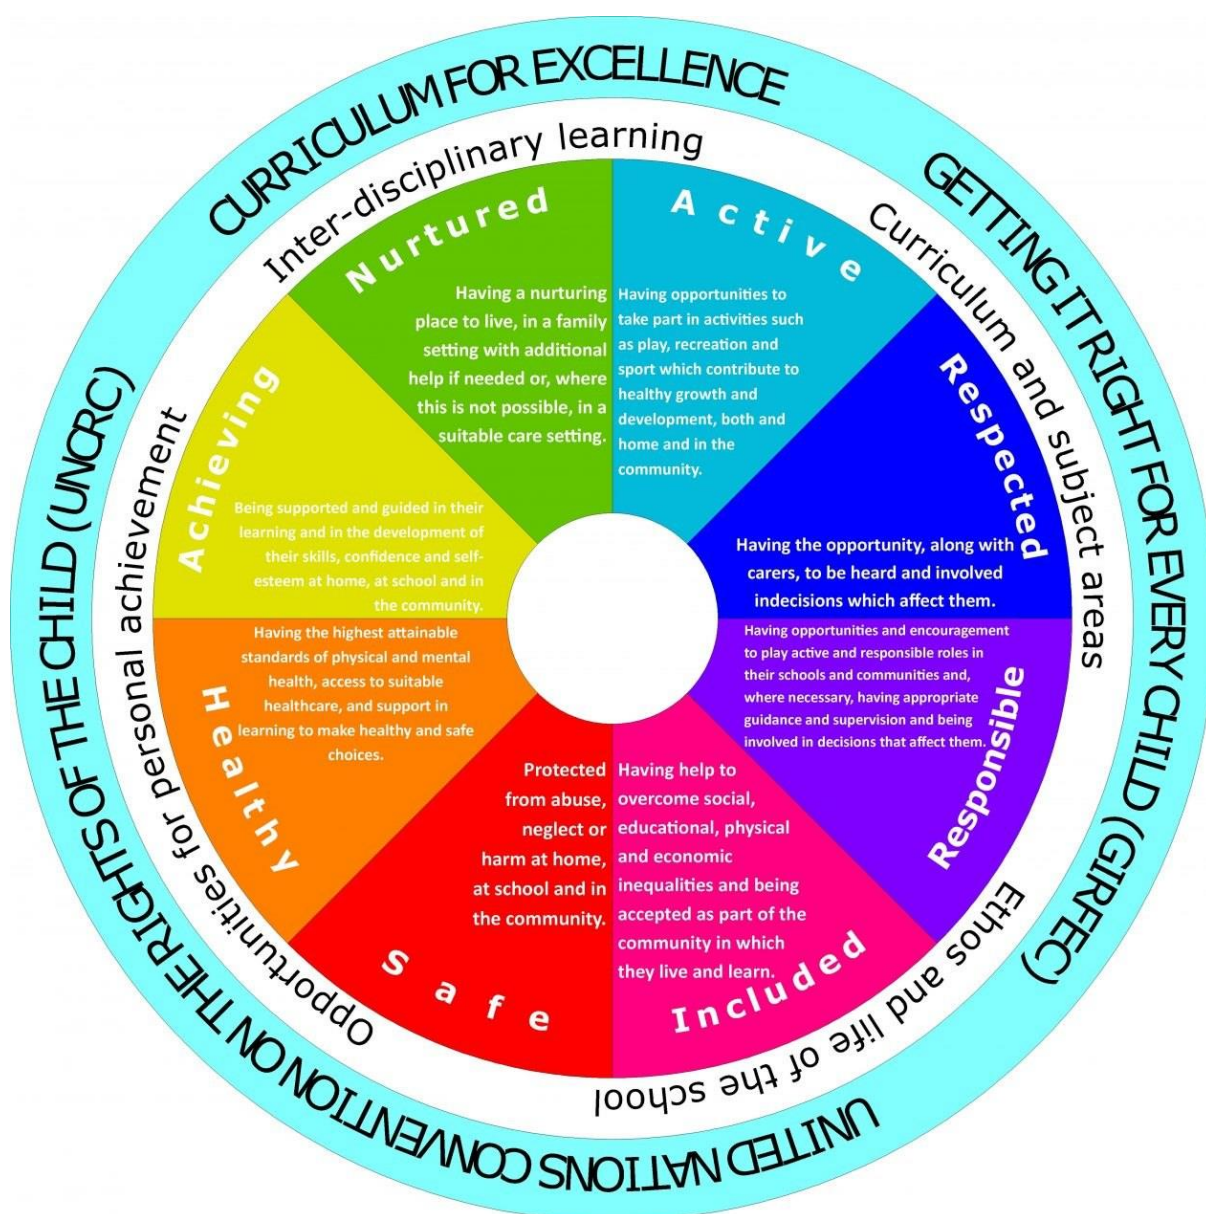 CURRICULUM FOR EXCELLENCE
GETTING IT RIGHT FOR EVERY CHILD (GIRFEC)
UNITED NATIONS CONVENTION ON THE RIGHTS OF THE CHILD (UNCRC)
Inter-disciplinary learning
Curriculum and subject areas
Ethos and life of the school
Opportunities for personal achievement
Nurtured
Having a nurturing
place to live, in a family
setting with additional
help if needed or, where
this is not possible, in a
suitable care setting.
Active
Having opportunities to
take part in activities such
as play, recreation and
sport which contribute to
healthy growth and
development, both and
home and in the
community.
Respected
Having the opportunity, along with
carers, to be heard and involved
indecisions which affect them.
Responsible
Having opportunities and encouragement
to play active and responsible roles in
their schools and communities and,
where necessary, having appropriate
guidance and supervision and being
involved in decisions that affect them.
Included
Having help to
overcome social,
educational, physical
and economic
inequalities and being
accepted as part of the
community in which
they live and learn.
Safe
Protected
from abuse,
neglect or
harm at home,
at school and in
the community.
Healthy
Having the highest attainable
standards of physical and mental
health, access to suitable
healthcare, and support in
learning to make healthy and safe
choices.
Achieving
Being supported and guided in their
learning and in the development of
their skills, confidence and self-
esteem at home, at school and in
the community.